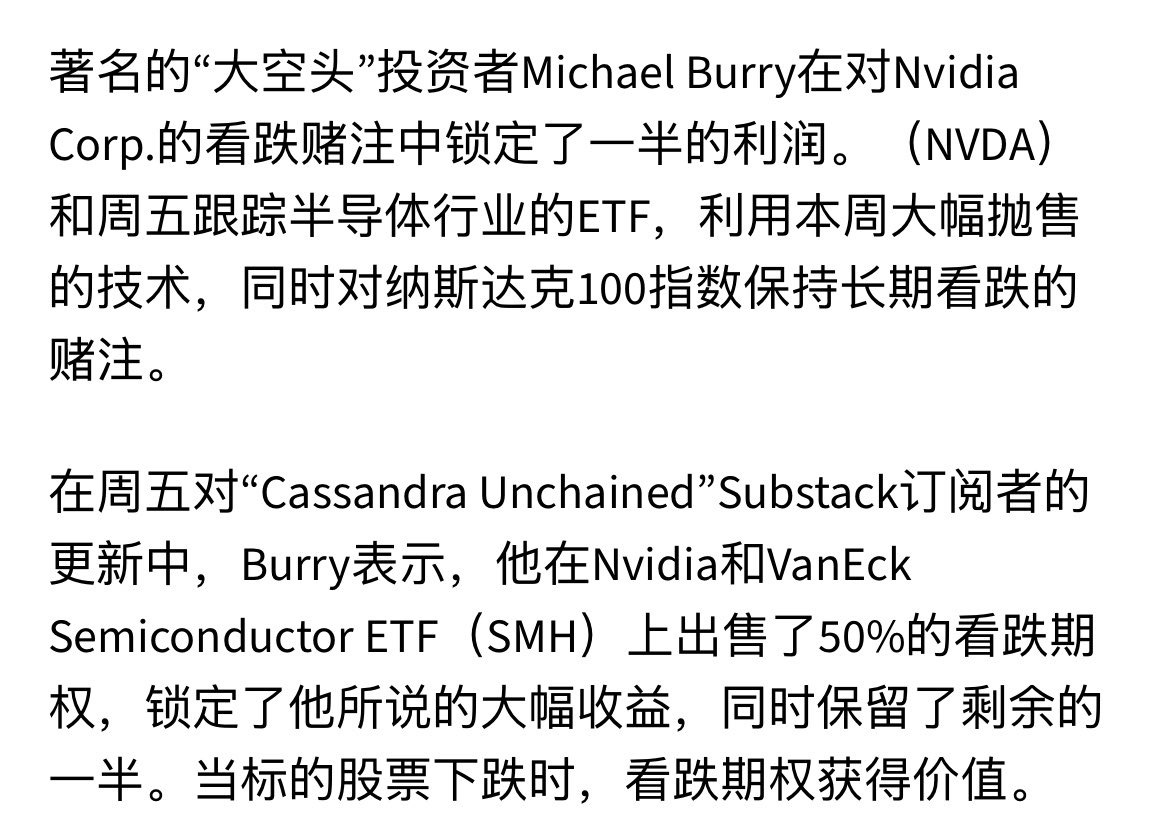 著名的“大空头”投资者Michael Burry在对Nvidia
Corp.的看跌赌注中锁定了一半的利润。（NVDA）
和周五跟踪半导体行业的ETF，利用本周大幅抛售
的技术，同时对纳斯达克100指数保持长期看跌的
赌注。
在周五对“Cassandra Unchained”Substack订阅者的
更新中，Burry表示，他在Nvidia和VanEck
Semiconductor ETF（SMH）上出售了50%的看跌期
权，锁定了他所说的大幅收益，同时保留了剩余的
一半。当标的股票下跌时，看跌期权获得价值。